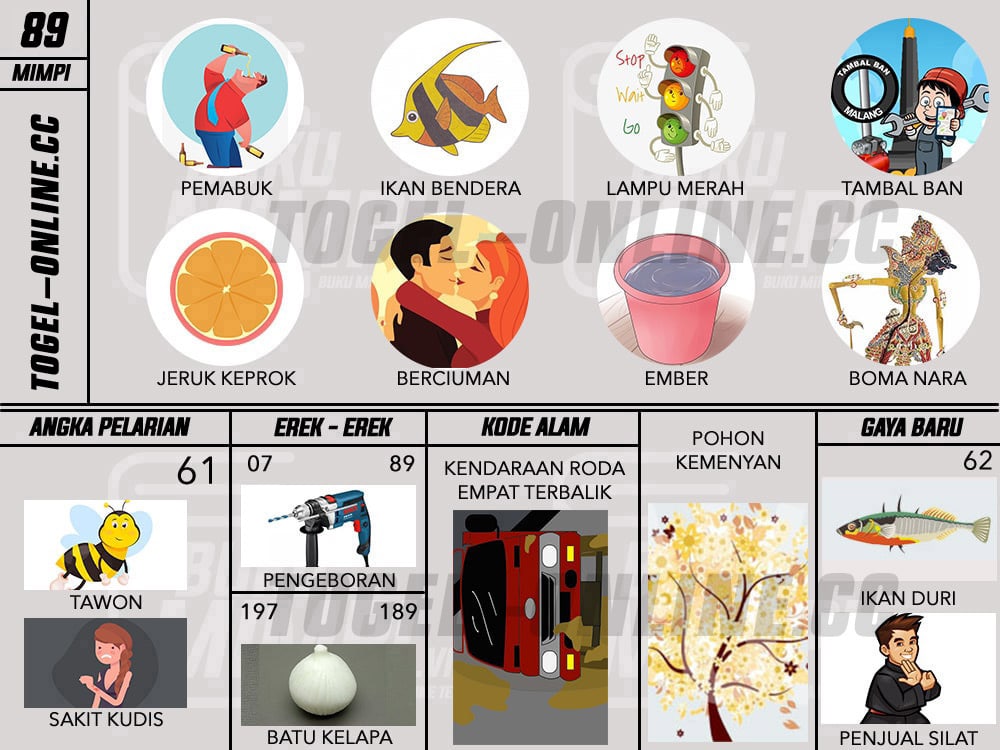 89
MIMPI
TOGEL-ONLINE.CC
Stop
Wait
Go
TAMBAL BAN
MALANG
PEMABUK
IKAN BENDERA
LAMPU MERAH
TAMBAL BAN
TOGEL-ONLINE.CC
JERUK KEPROK
BERCIUMAN
EMBER
BOMA NARA
ANGKA PELARIAN
61
TAWON
SAKIT KUDIS
EREK - EREK
07
89
PENGEBORAN
197
189
BATU KELAPA
KODE ALAM
KENDARAAN RODA
EMPAT TERBALIK
POHON
KEMENYAN
GAYA BARU
62
IKAN DURI
PENJUAL SILAT
TOGEL-ONLINE.CC